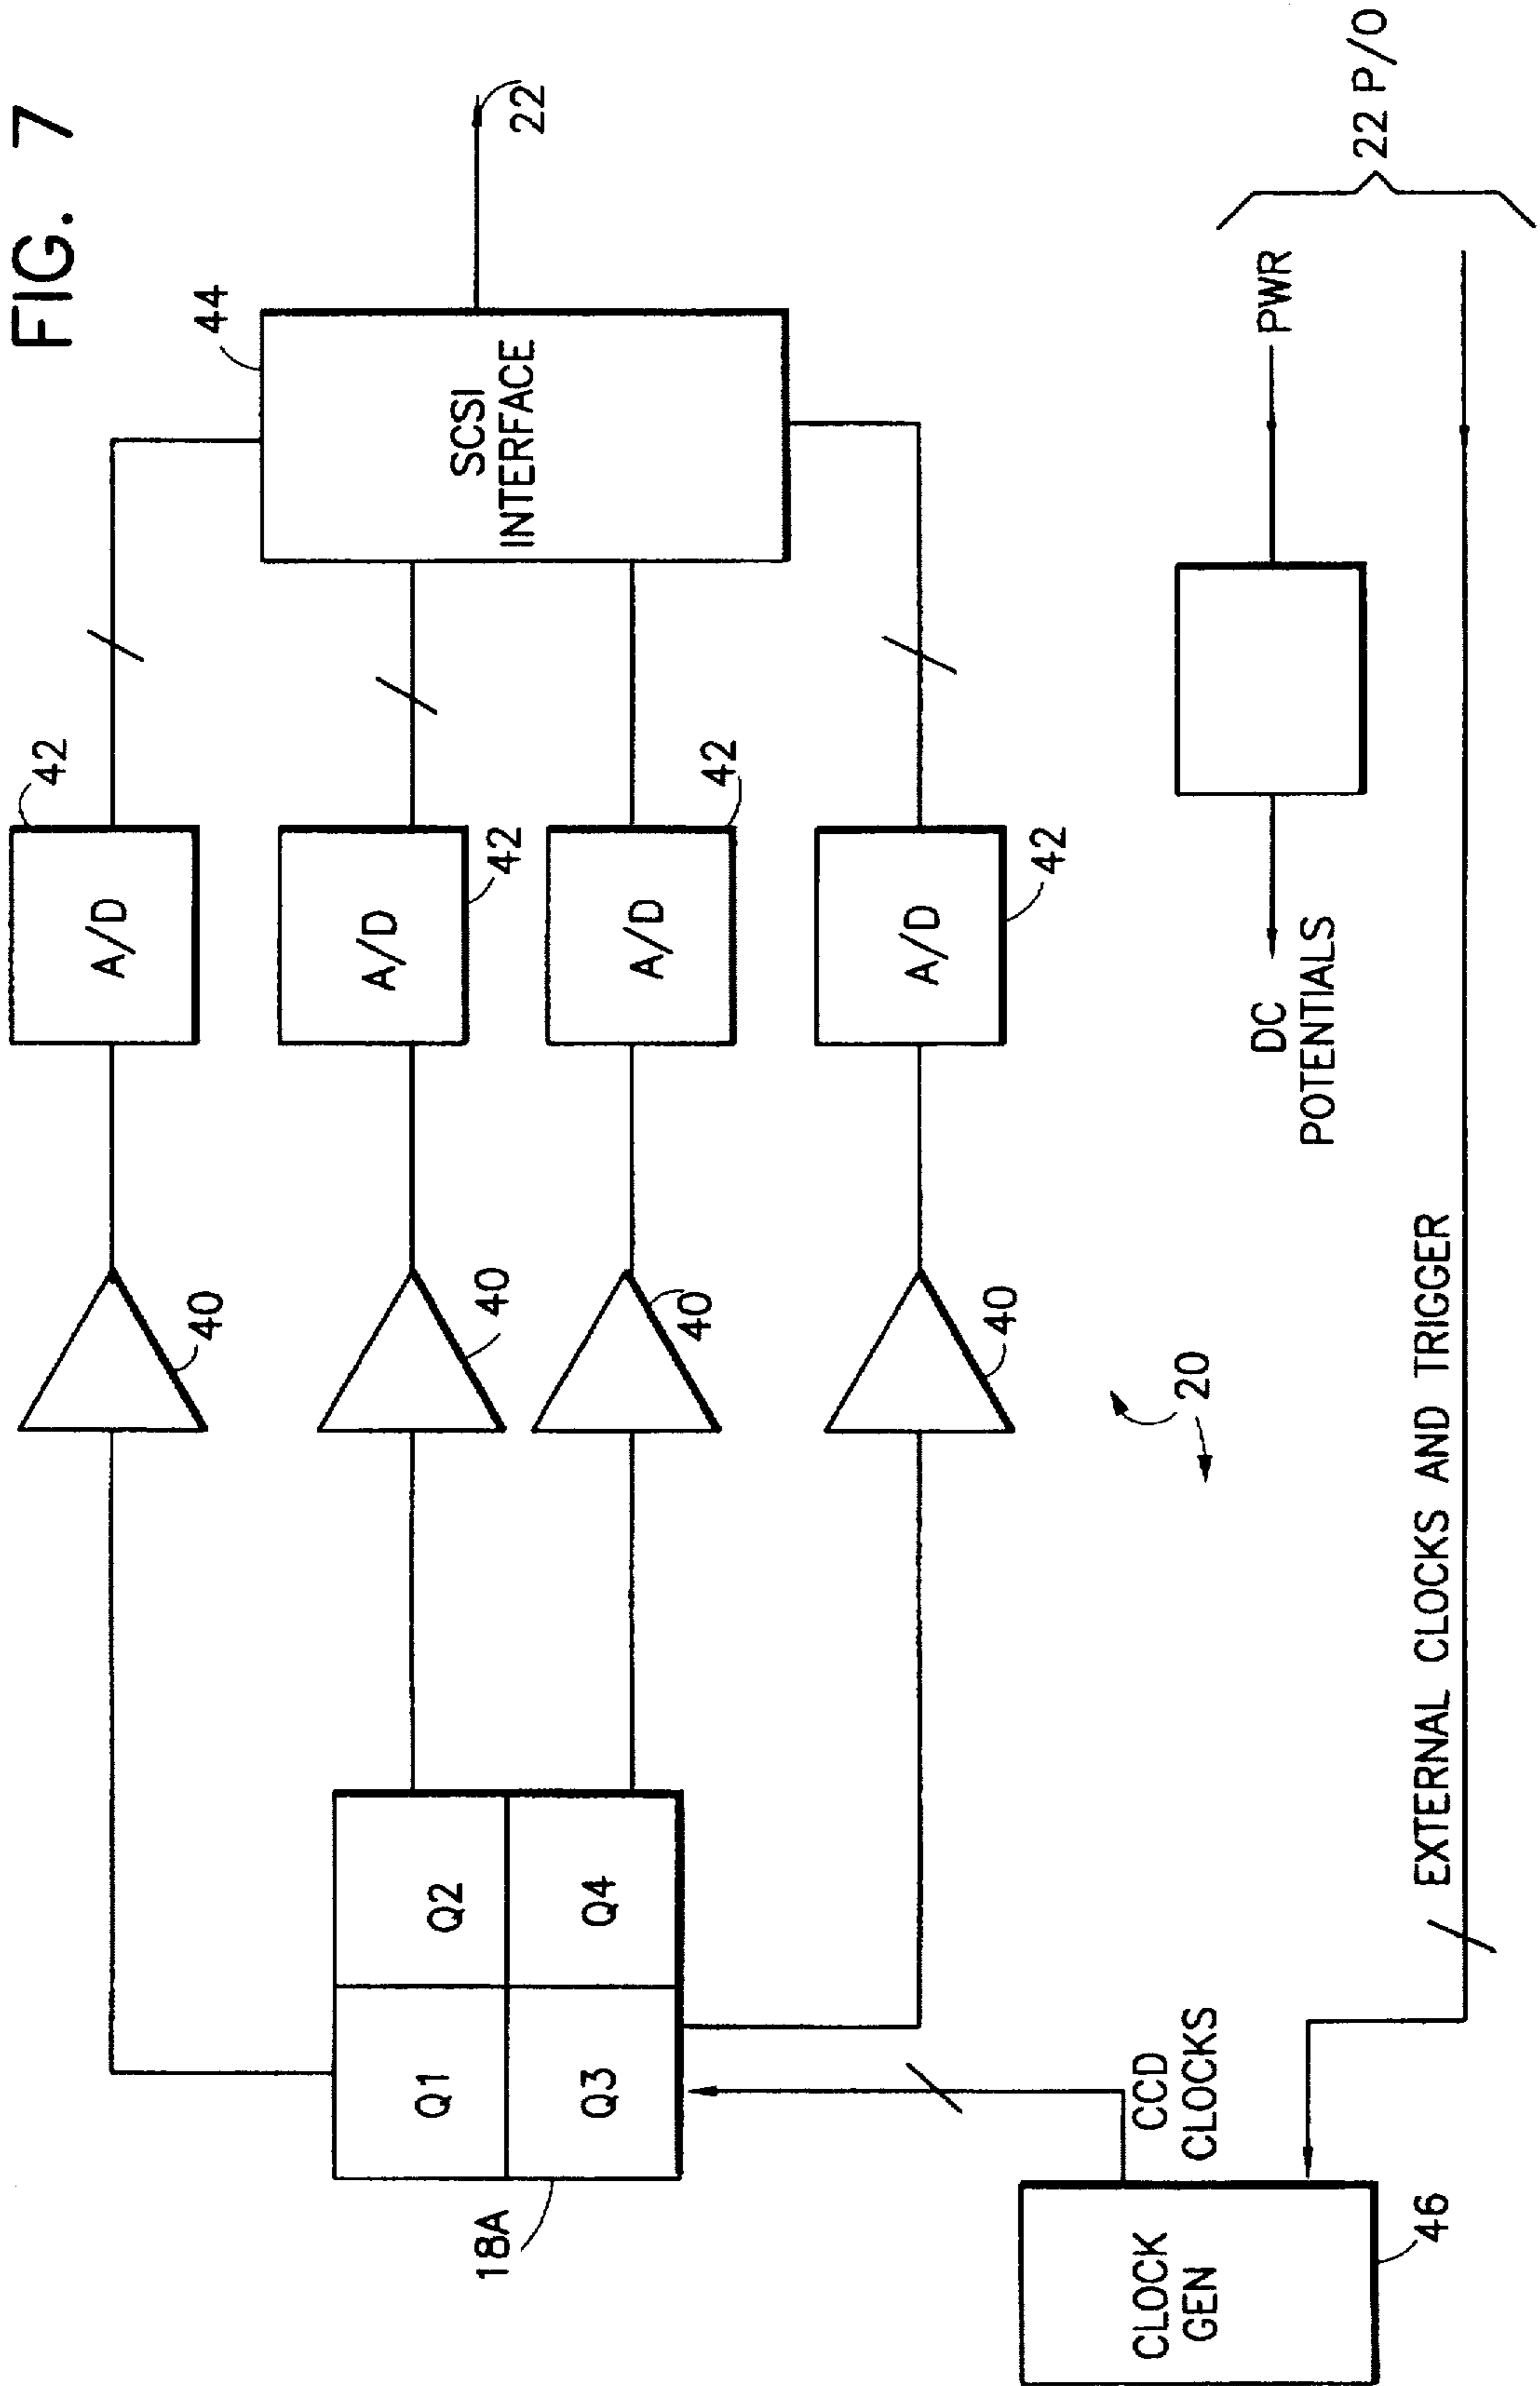 FIG. 7
42
44
A/D
40
SCSI
INTERFACE
22
Q1
Q2
A/D
42
40
Q3
Q4
A/D
42
40
18A
A/D
42
40
CCD
CLOCKS
20
DC
POTENTIALS
PWR
22 P/O
CLOCK
GEN
46
EXTERNAL CLOCKS AND TRIGGER